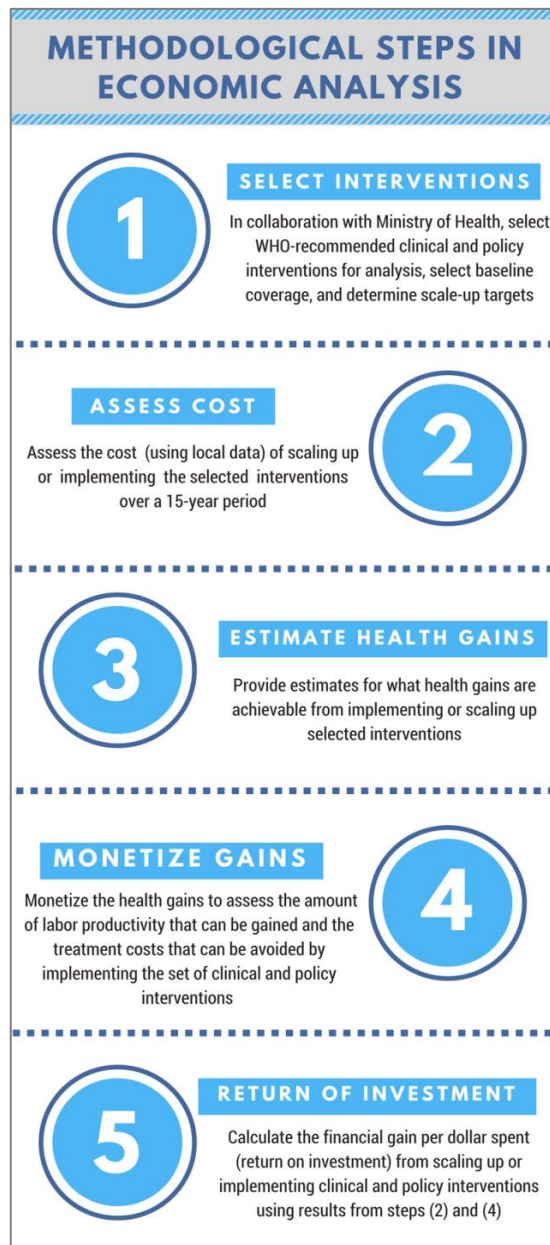 METHODOLOGICAL STEPS IN
ECONOMIC ANALYSIS
1
SELECT INTERVENTIONS
In collaboration with Ministry of Health, select
WHO-recommended clinical and policy
interventions for analysis, select baseline
coverage, and determine scale-up targets
ASSESS COST
Assess the cost (using local data) of scaling up
or implementing the selected interventions
over a 15-year period
2
3
ESTIMATE HEALTH GAINS
Provide estimates for what health gains are
achievable from implementing or scaling up
selected interventions
MONETIZE GAINS
Monetize the health gains to assess the amount
of labor productivity that can be gained and the
treatment costs that can be avoided by
implementing the set of clinical and policy
interventions
4
5
RETURN OF INVESTMENT
Calculate the financial gain per dollar spent
(return on investment) from scaling up or
implementing clinical and policy interventions
using results from steps (2) and (4)